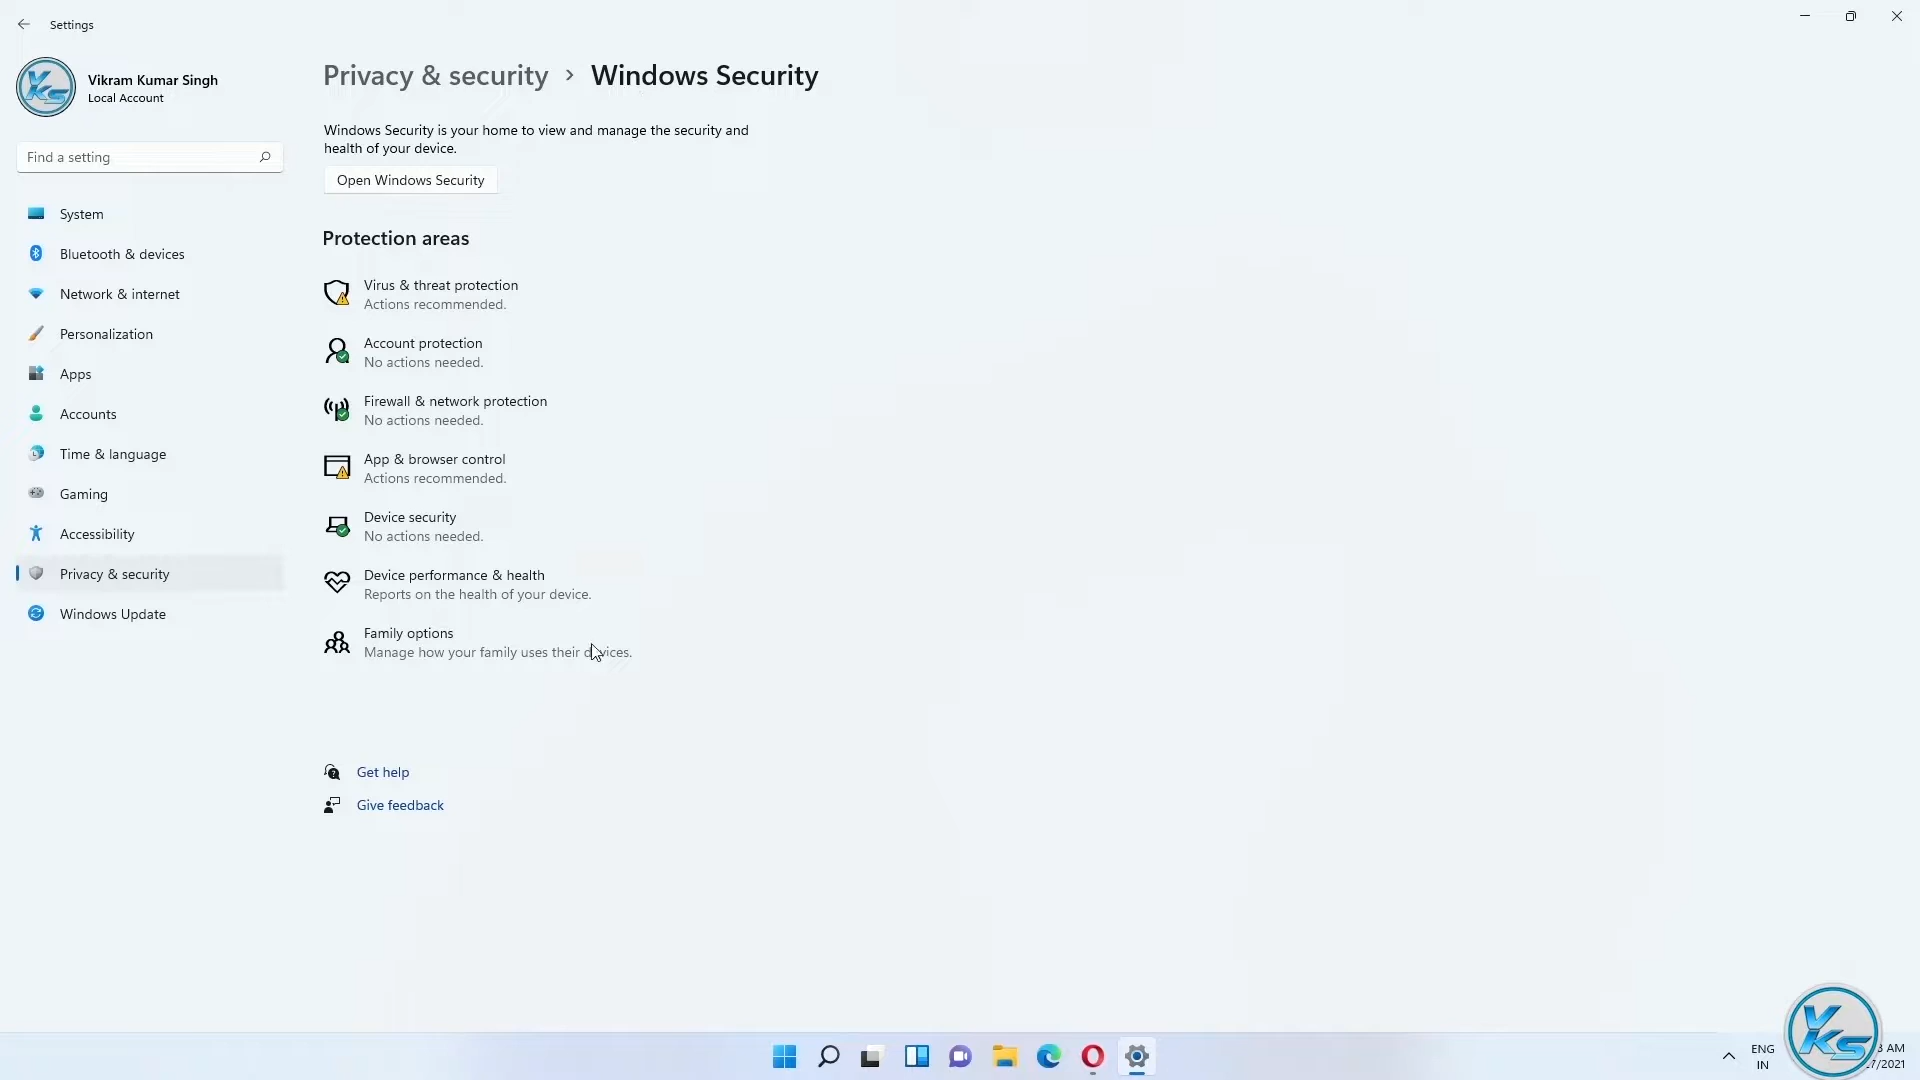 Settings
Vikram Kumar Singh
Local Account
Find a setting
System
Bluetooth & devices
Network & internet
Personalization
Apps
Accounts
Time & language
Gaming
Accessibility
Privacy & security
Windows Update
Privacy & security > Windows Security
Windows Security is your home to view and manage the security and
health of your device.
Open Windows Security
Protection areas
Virus & threat protection
Actions recommended.
Account protection
No actions needed.
Firewall & network protection
No actions needed.
App & browser control
Actions recommended.
Device security
No actions needed.
Device performance & health
Reports on the health of your device.
Family options
Manage how your family uses their devices.
Get help
Give feedback
ENG
IN
AM
/2021
VKS